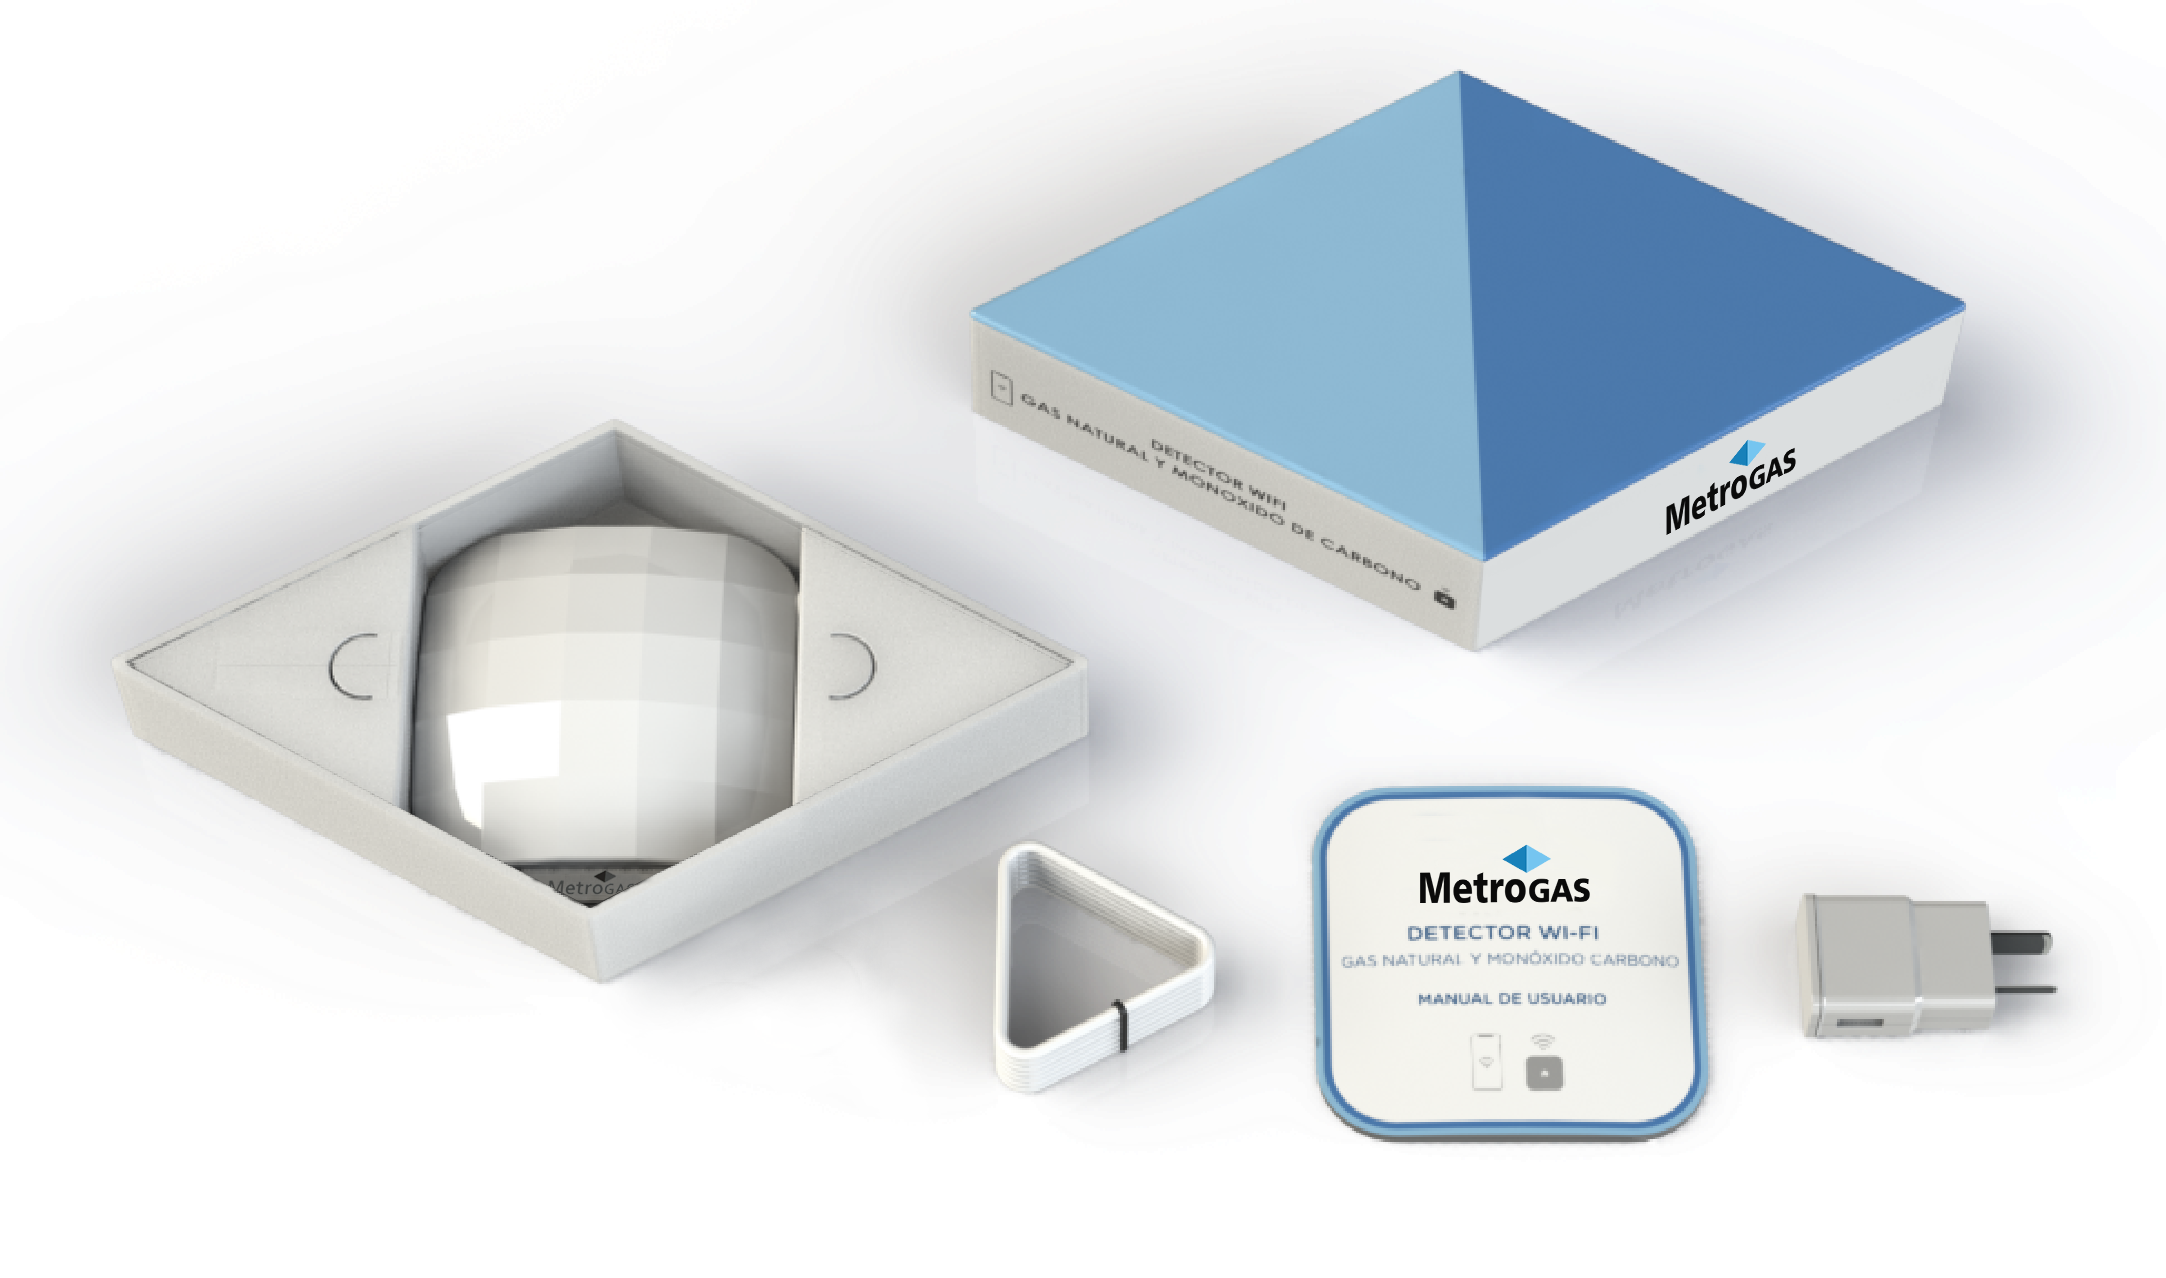 DETECTOR WIFI
GAS NATURAL Y MONOXIDO DE CARBONO
MetroGAS
MetroGAS
MetroGAS
DETECTOR WI-FI
GAS NATURAL Y MONÓXIDO CARBONO
MANUAL DE USUARIO